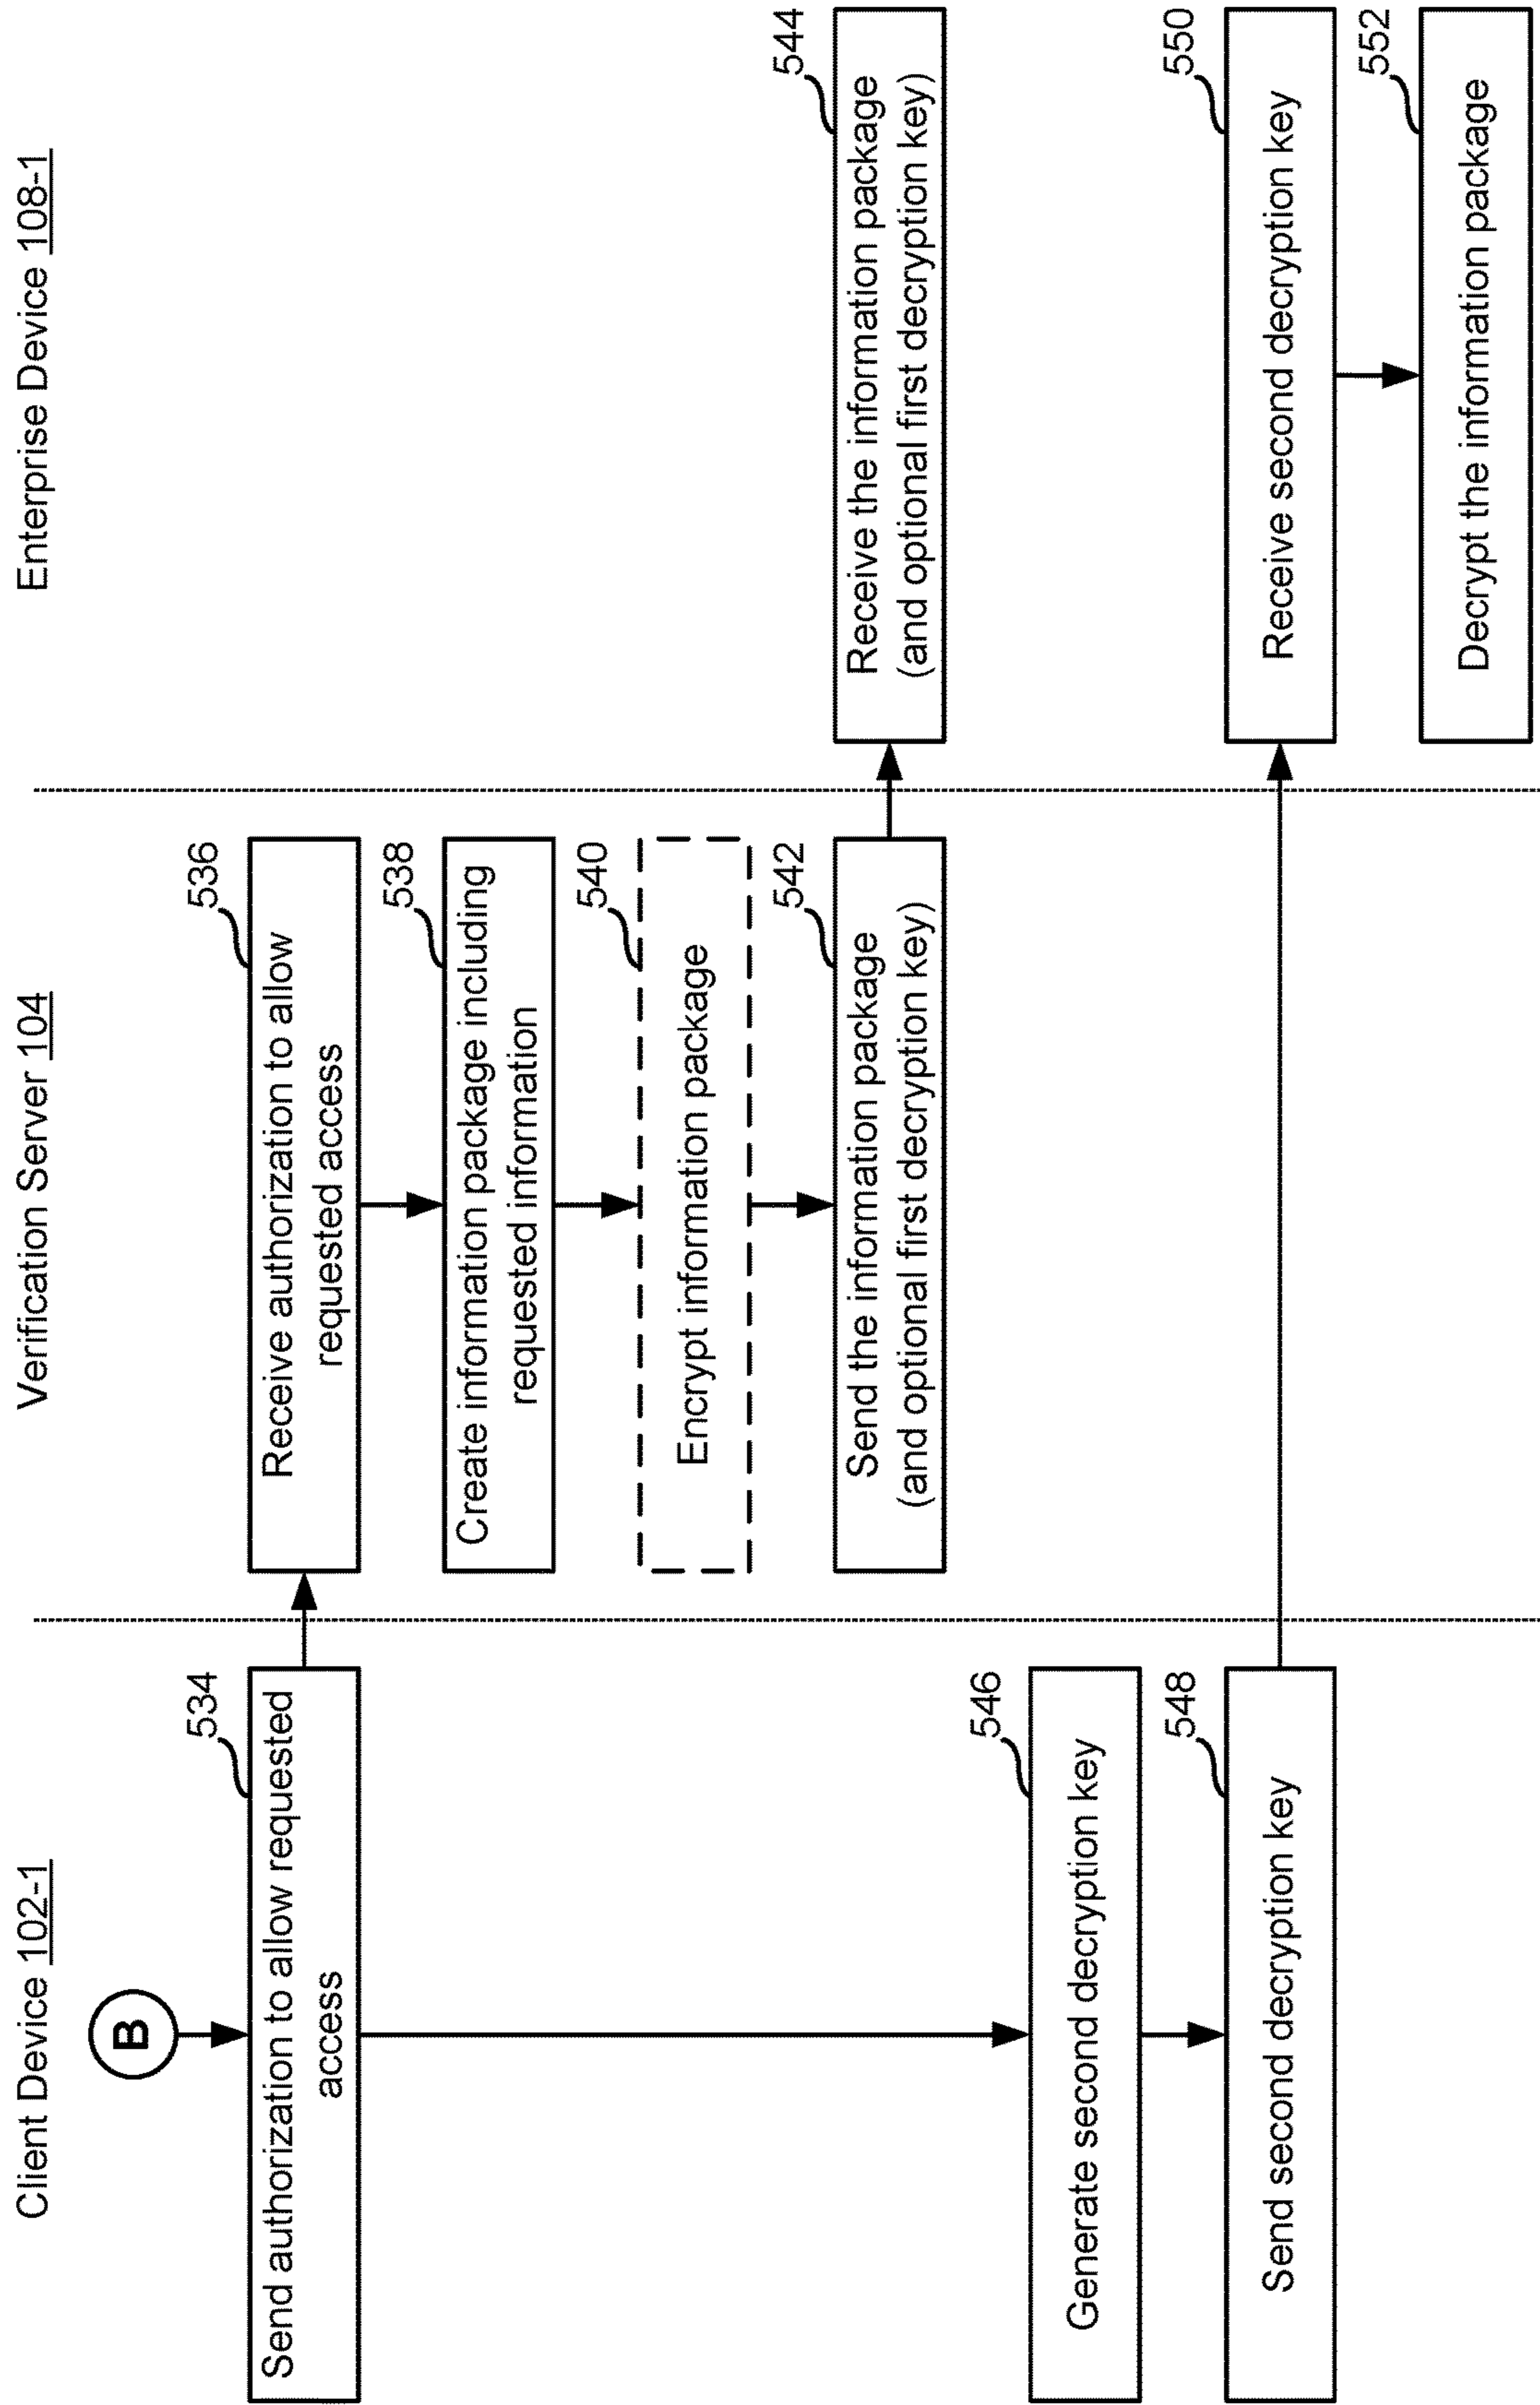 Client Device 102-1
Verification Server 104
Enterprise Device 108-1
B
534
Send authorization to allow requested
access
536
Receive authorization to allow
requested access
538
Create information package including
requested information
540
Encrypt information package
542
Send the information package
(and optional first decryption key)
544
Receive the information package
(and optional first decryption key)
546
Generate second decryption key
548
Send second decryption key
550
Receive second decryption key
552
Decrypt the information package